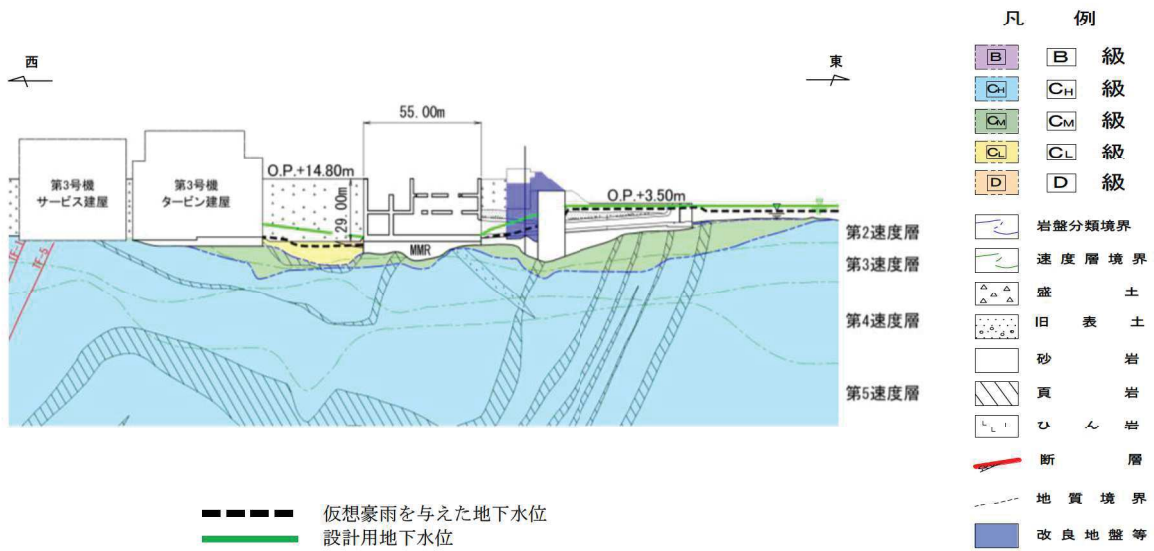 西
東
55.00m
O.P.+14.80m
29.00m
第3号機
サービス建屋
第3号機
タービン建屋
O.P.+3.50m
MMR
TF-5
第2速度層
第3速度層
第4速度層
第5速度層
仮想豪雨を与えた地下水位
設計用地下水位
凡 例
B B 級
CH CH 級
CM CM 級
CL CL 級
D D 級
岩盤分類境界
速度層境界
盛土
旧表土
砂岩
頁岩
ひん岩
断層
地質境界
改良地盤等